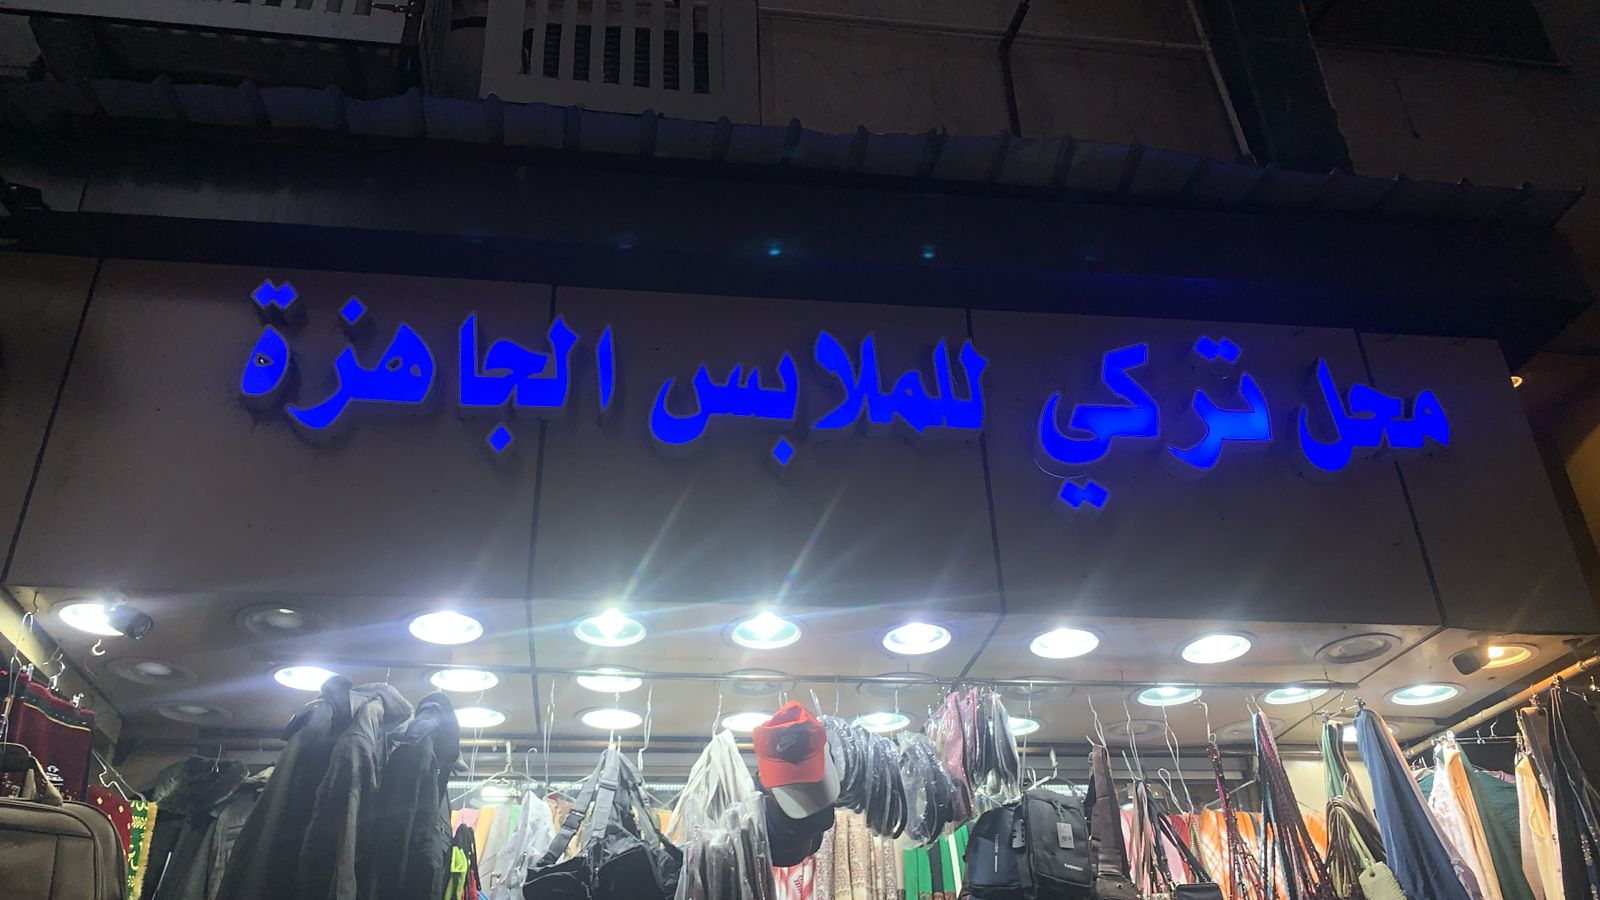 محل تركي للملابس الجاهزة